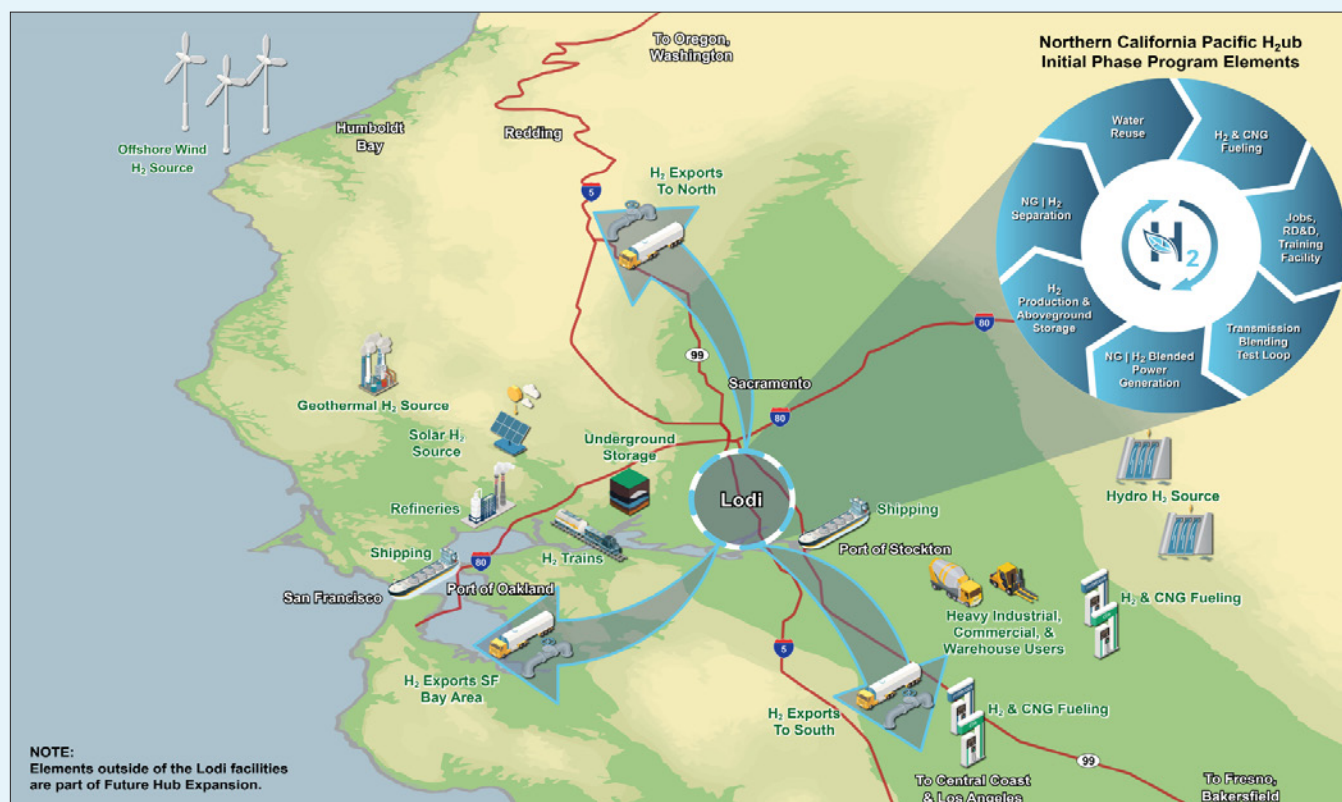 To Oregon,
Washington
Northern California Pacific H₂ub
Initial Phase Program Elements
Water
Reuse
H₂ & CNG
Fueling
Jobs,
RD&D,
Training
Facility
Transmission
Blending
Test Loop
NG | H₂ Blended
Power
Generation
H₂
Production &
Aboveground
Storage
NG | H₂
Separation
H₂
Offshore Wind
H₂ Source
Humboldt
Bay
Redding
5
H₂ Exports
To North
99
80
Sacramento
80
Geothermal H₂ Source
Solar H₂
Source
Underground
Storage
Refineries
Lodi
Shipping
Hydro H₂ Source
Shipping
H₂ Trains
Port of Stockton
80
San Francisco
Port of Oakland
H₂ & CNG Fueling
Heavy Industrial,
Commercial, &
Warehouse Users
5
H₂ Exports SF
Bay Area
H₂ Exports
To South
H₂ & CNG Fueling
99
NOTE:
Elements outside of the Lodi facilities
are part of Future Hub Expansion.
To Central Coast
& Los Angeles
To Fresno,
Bakersfield